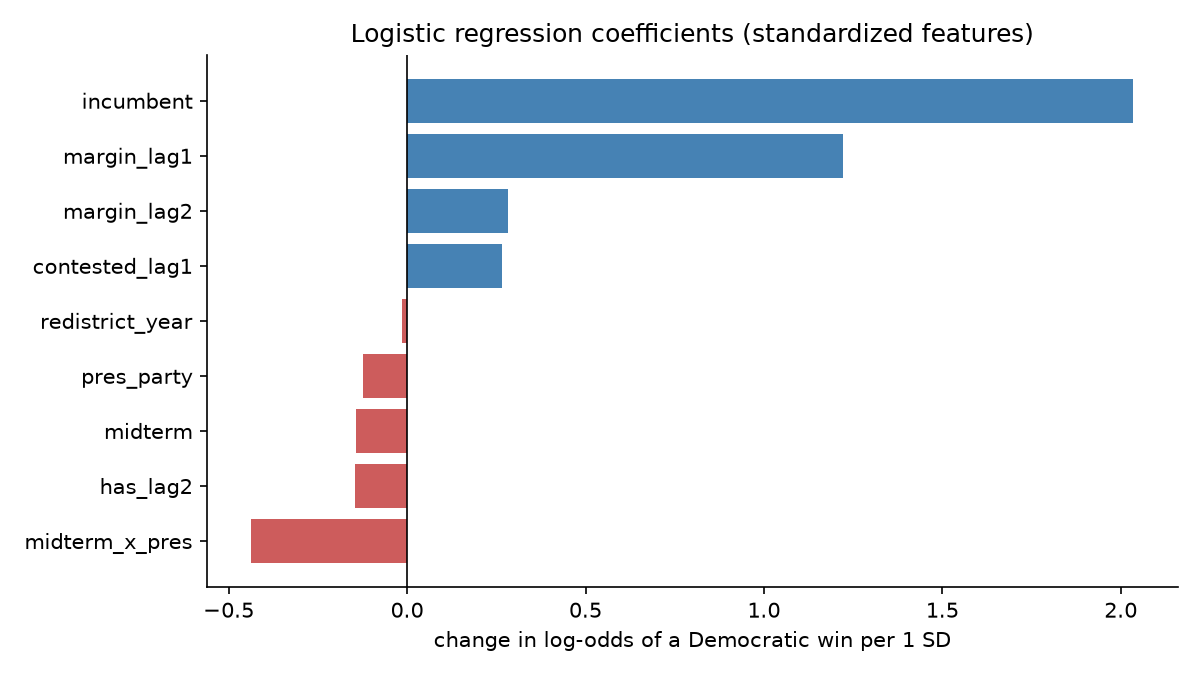 Logistic regression coefficients (standardized features)
incumbent
margin_lag1
margin_lag2
contested_lag1
redistrict_year
pres_party
midterm
has_lag2
midterm_x_pres
−0.5 0.0 0.5 1.0 1.5 2.0
change in log-odds of a Democratic win per 1 SD